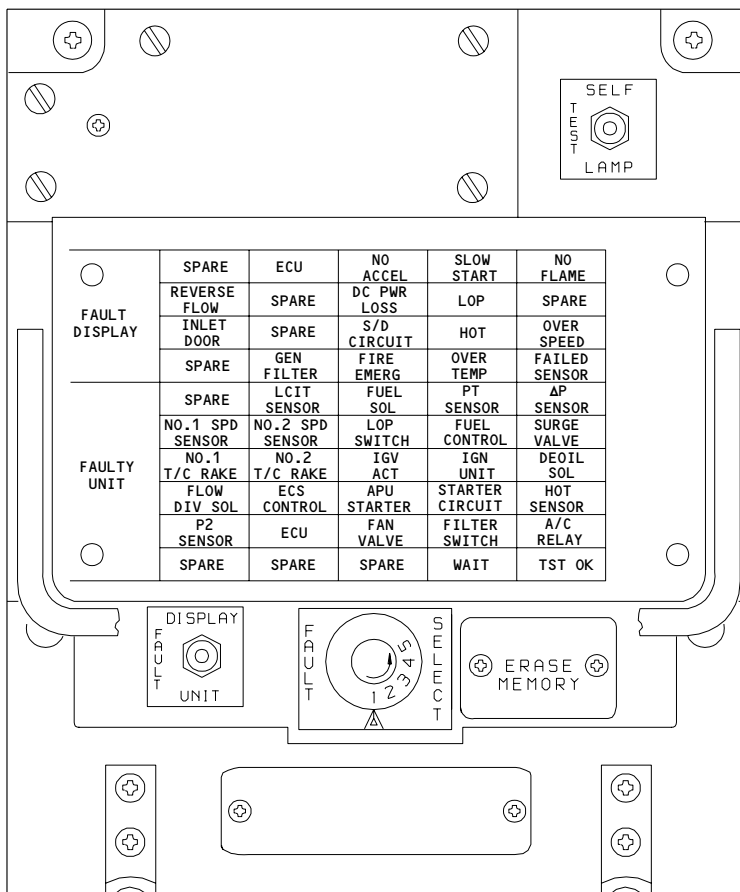 SELF
TEST
LAMP
FAULT
DISPLAY
SPARE ECU NO ACCEL SLOW START NO FLAME
REVERSE FLOW SPARE DC PWR LOSS LOP SPARE
INLET DOOR SPARE S/D CIRCUIT HOT OVER SPEED
SPARE GEN FILTER FIRE EMERG OVER TEMP FAILED SENSOR
FAULTY
UNIT
SPARE LCIT SENSOR FUEL SOL PT SENSOR ΔP SENSOR
NO.1 SPD SENSOR NO.2 SPD SENSOR LOP SWITCH FUEL CONTROL SURGE VALVE
NO.1 T/C RAKE NO.2 T/C RAKE IGV ACT IGN UNIT DEOIL SOL
FLOW DIV SOL ECS CONTROL APU STARTER STARTER CIRCUIT HOT SENSOR
P2 SENSOR ECU FAN VALVE FILTER SWITCH A/C RELAY
SPARE SPARE SPARE WAIT TST OK
DISPLAY
FAULT
UNIT
FAULT
1 2 3 4 5
SELECT
ERASE
MEMORY